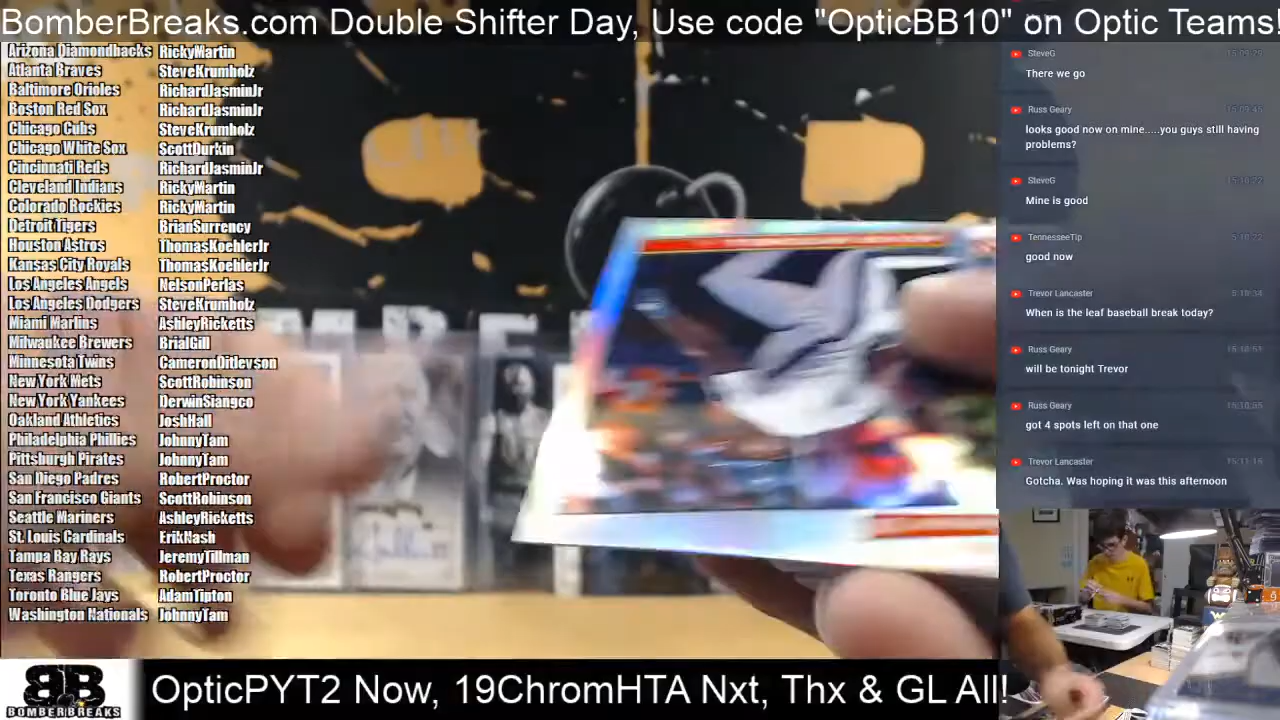 BomberBreaks.com Double Shifter Day, Use code "OpticBB10" on Optic Teams!
Arizona Diamondbacks RickyMartin
Atlanta Braves SteveKrumholz
Baltimore Orioles RichardJasminJr
Boston Red Sox RichardJasminJr
Chicago Cubs SteveKrumholz
Chicago White Sox ScottDurkin
Cincinnati Reds RichardJasminJr
Cleveland Indians RickyMartin
Colorado Rockies RickyMartin
Detroit Tigers BrianSurrency
Houston Astros ThomasKoehlerJr
Kansas City Royals ThomasKoehlerJr
Los Angeles Angels NelsonPerlas
Los Angeles Dodgers SteveKrumholz
Miami Marlins AshleyRicketts
Milwaukee Brewers BrialGill
Minnesota Twins CameronDitlevson
New York Mets ScottRobinson
New York Yankees DerwinSiangco
Oakland Athletics JoshHall
Philadelphia Phillies JohnnyTam
Pittsburgh Pirates JohnnyTam
San Diego Padres RobertProctor
San Francisco Giants ScottRobinson
Seattle Mariners AshleyRicketts
St. Louis Cardinals ErikNash
Tampa Bay Rays JeremyTillman
Texas Rangers RobertProctor
Toronto Blue Jays AdamTipton
Washington Nationals JohnnyTam
SteveG
There we go
Russ Geary
looks good now on mine.....you guys still having
problems?
SteveG
Mine is good
TennesseeTip
good now
Trevor Lancaster
When is the leaf baseball break today?
Russ Geary
will be tonight Trevor
Russ Geary
got 4 spots left on that one
Trevor Lancaster
Gotcha. Was hoping it was this afternoon
BB
BOMBERBREAKS
OpticPYT2 Now, 19ChromHTA Nxt, Thx & GL All!